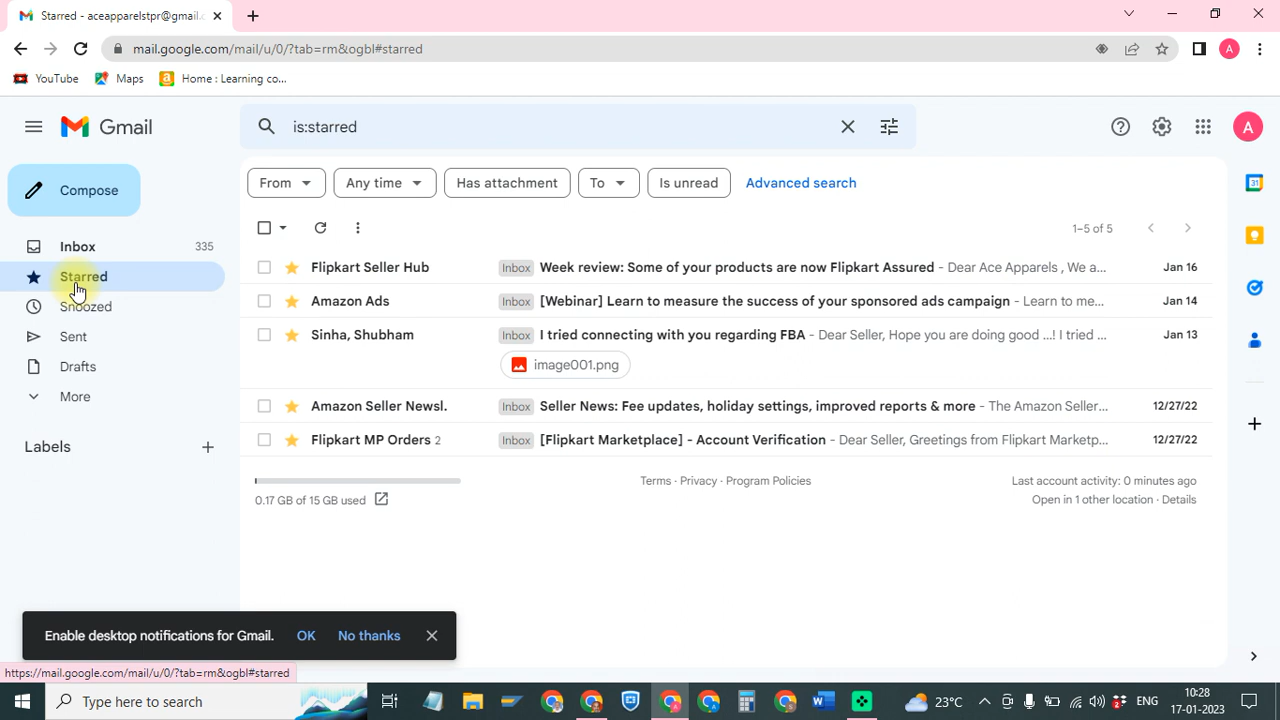 Starred - aceapparelstpr@gmail.
mail.google.com/mail/u/0/?tab=rm&ogbl#starred
A
YouTube
Maps
Home : Learning co...
Gmail
is:starred
A
Compose
From
Any time
Has attachment
To
Is unread
Advanced search
Inbox 335
1–5 of 5
Starred
Snoozed
Sent
Drafts
More
Labels
Flipkart Seller Hub Inbox Week review: Some of your products are now Flipkart Assured - Dear Ace Apparels , We a... Jan 16
Amazon Ads Inbox [Webinar] Learn to measure the success of your sponsored ads campaign - Learn to me... Jan 14
Sinha, Shubham Inbox I tried connecting with you regarding FBA - Dear Seller, Hope you are doing good ...! I tried ... Jan 13
image001.png
Amazon Seller Newsl. Inbox Seller News: Fee updates, holiday settings, improved reports & more - The Amazon Seller... 12/27/22
Flipkart MP Orders 2 Inbox [Flipkart Marketplace] - Account Verification - Dear Seller, Greetings from Flipkart Marketp... 12/27/22
0.17 GB of 15 GB used
Terms · Privacy · Program Policies
Last account activity: 0 minutes ago
Open in 1 other location · Details
31
Enable desktop notifications for Gmail. OK No thanks
https://mail.google.com/mail/u/0/?tab=rm&ogbl#starred
Type here to search
23°C
ENG
10:28
17-01-2023